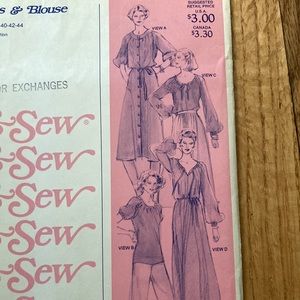 s & Blouse
40-42-44
OR EXCHANGES
SUGGESTED
RETAIL PRICE
U.S.A.
$3.00
CANADA
$3.30
VIEW A
VIEW C
VIEW B
VIEW D
& Sew®
& Sew®
& Sew®
& Sew®
& Sew®
Sew